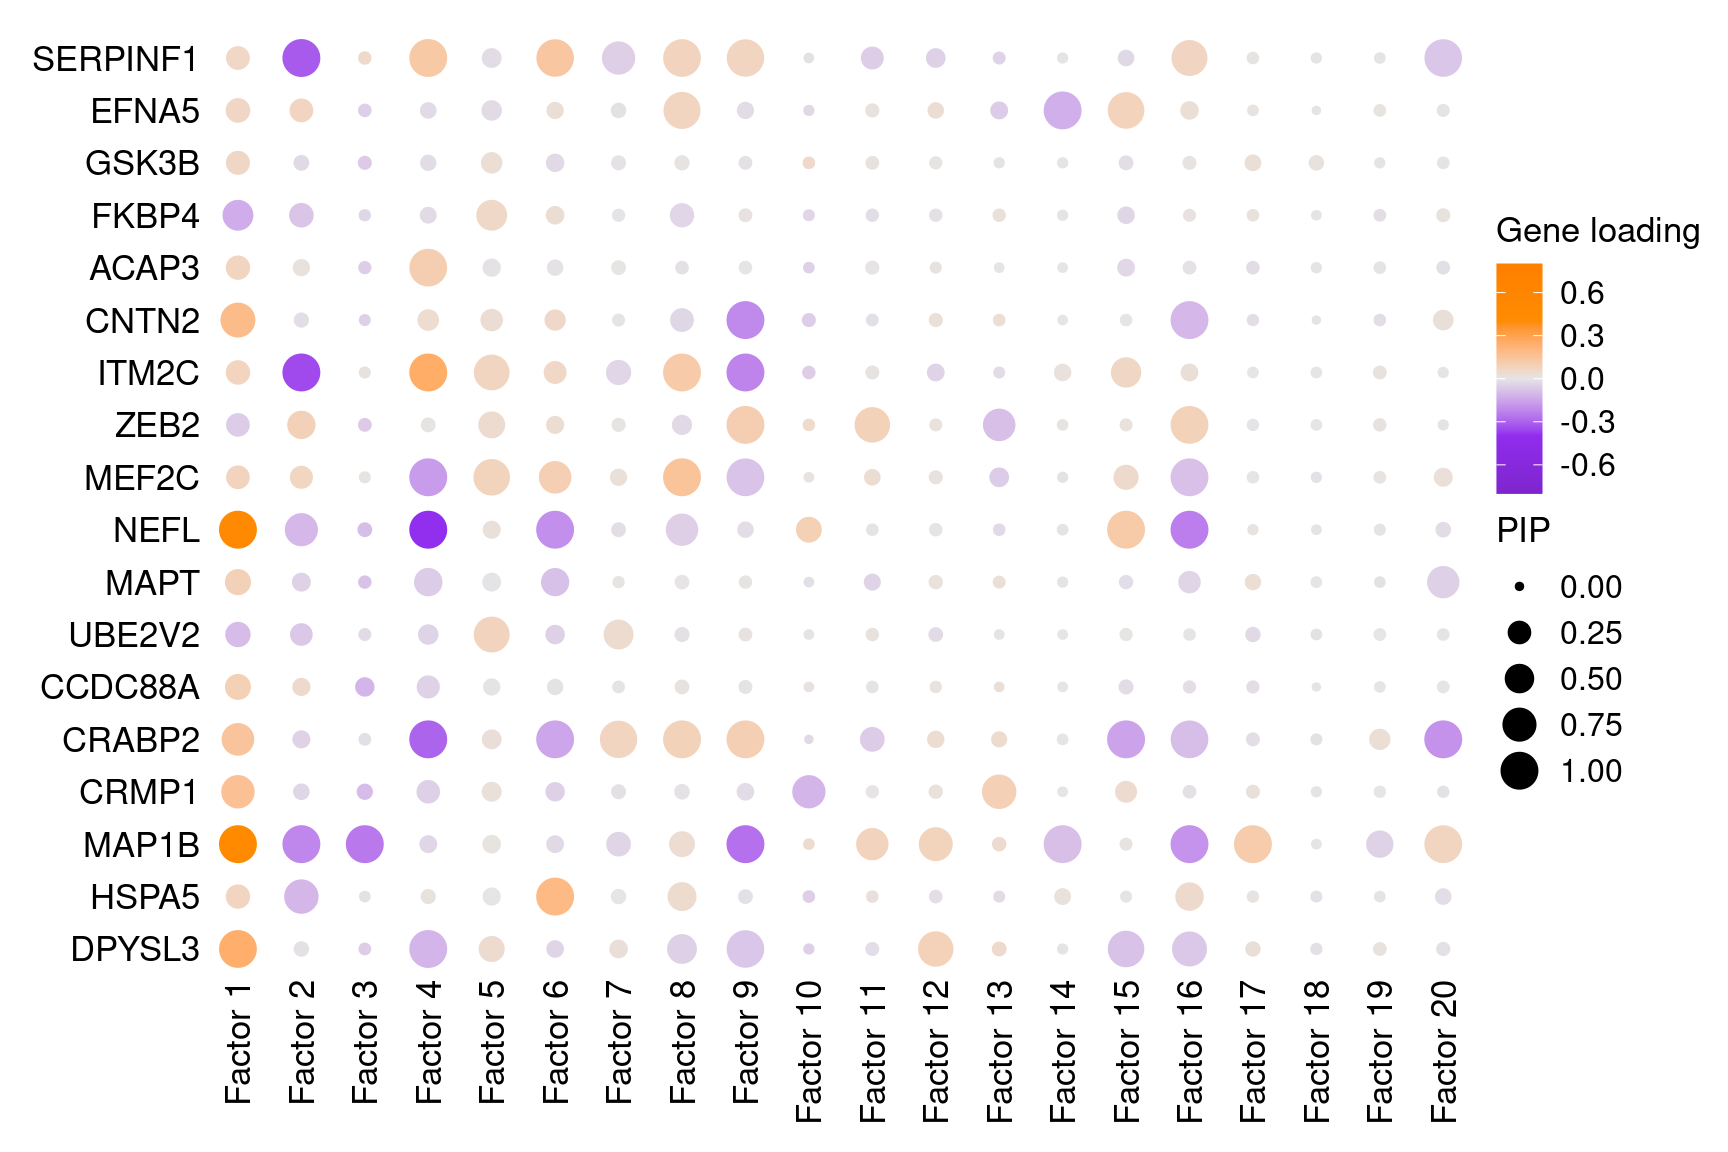 SERPINF1
EFNA5
GSK3B
FKBP4
ACAP3
CNTN2
ITM2C
ZEB2
MEF2C
NEFL
MAPT
UBE2V2
CCDC88A
CRABP2
CRMP1
MAP1B
HSPA5
DPYSL3
Factor 1
Factor 2
Factor 3
Factor 4
Factor 5
Factor 6
Factor 7
Factor 8
Factor 9
Factor 10
Factor 11
Factor 12
Factor 13
Factor 14
Factor 15
Factor 16
Factor 17
Factor 18
Factor 19
Factor 20
Gene loading
0.6
0.3
0.0
-0.3
-0.6
PIP
0.00
0.25
0.50
0.75
1.00